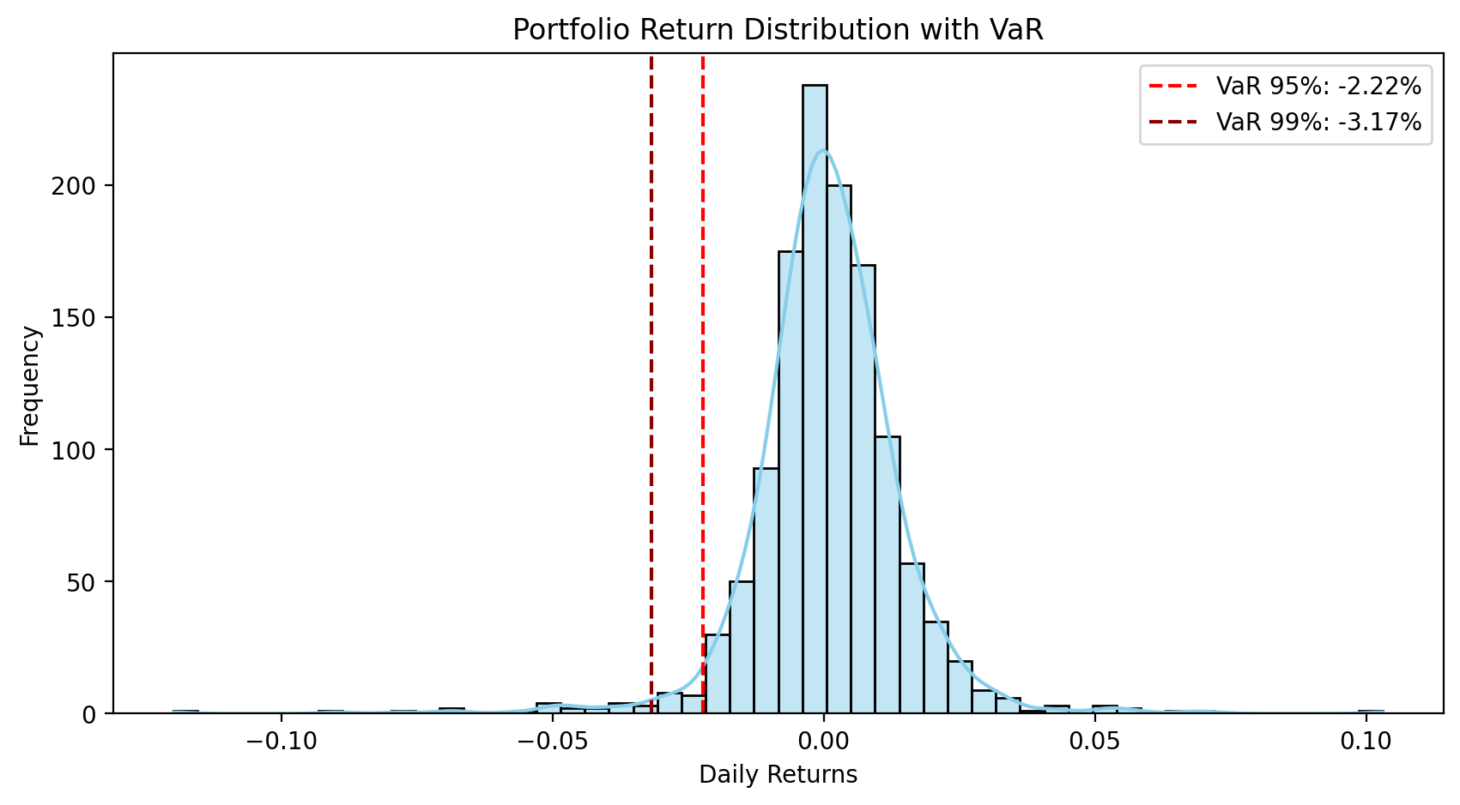 Portfolio Return Distribution with VaR
VaR 95%: -2.22%
VaR 99%: -3.17%
200
150
100
50
0
Frequency
−0.10
−0.05
0.00
0.05
0.10
Daily Returns